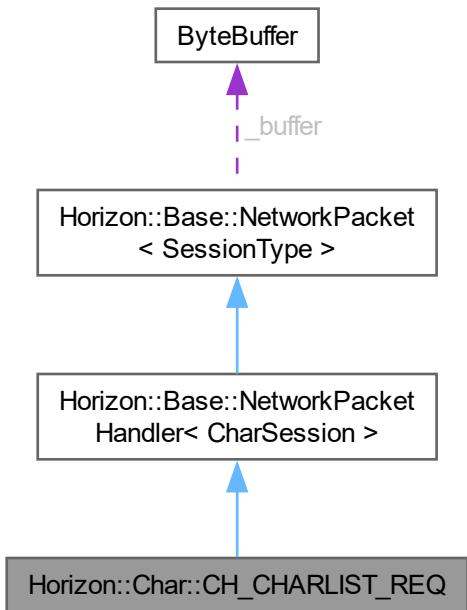 ByteBuffer
_buffer
Horizon::Base::NetworkPacket
< SessionType >
Horizon::Base::NetworkPacket
Handler< CharSession >
Horizon::Char::CH_CHARLIST_REQ